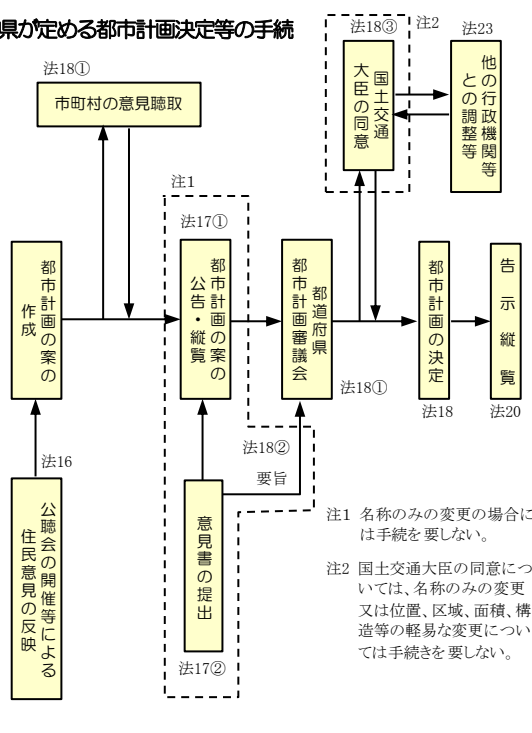 県が定める都市計画決定等の手続
法18①
市町村の意見聴取
法18③
注2
国土交通
大臣の同意
法23
他の行政機関等
との調整等
注1
法17①
都市計画の案の
作成
都市計画の案の
公告・縦覧
都道府県
都市計画審議会
法18①
都市計画の決定
法18
告示縦覧
法20
法16
公聴会の開催等による
住民意見の反映
法18②
要旨
意見書の提出
法17②
注1 名称のみの変更の場合に
は手続を要しない。
注2 国土交通大臣の同意につ
いては、名称のみの変更
又は位置、区域、面積、構
造等の軽易な変更につい
ては手続きを要しない。